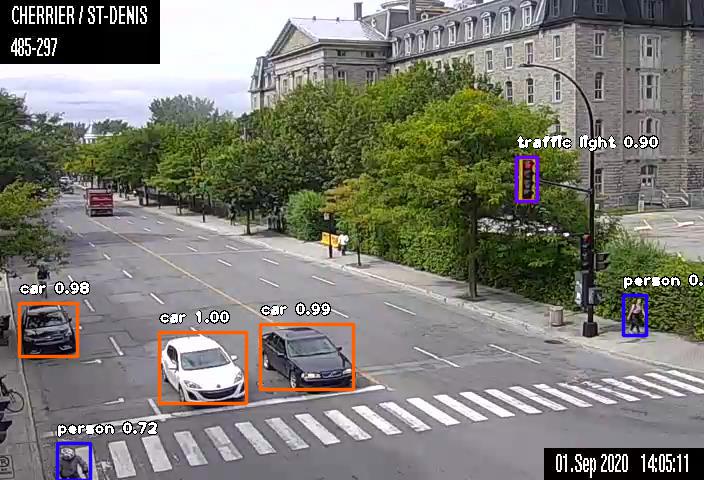 CHERRIER / ST-DENIS
485-297
traffic light 0.90
person 0.
car 0.98
car 0.99
car 1.00
person 0.72
01.Sep 2020 14:05:11